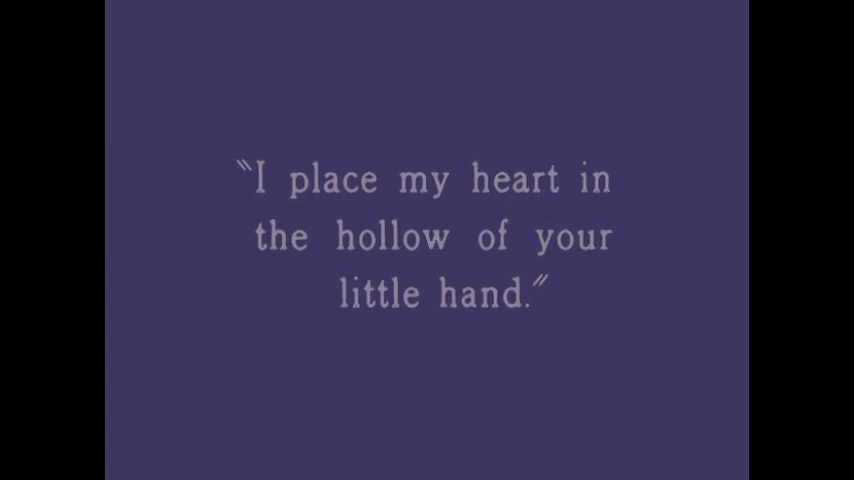 “I place my heart in
the hollow of your
little hand.”